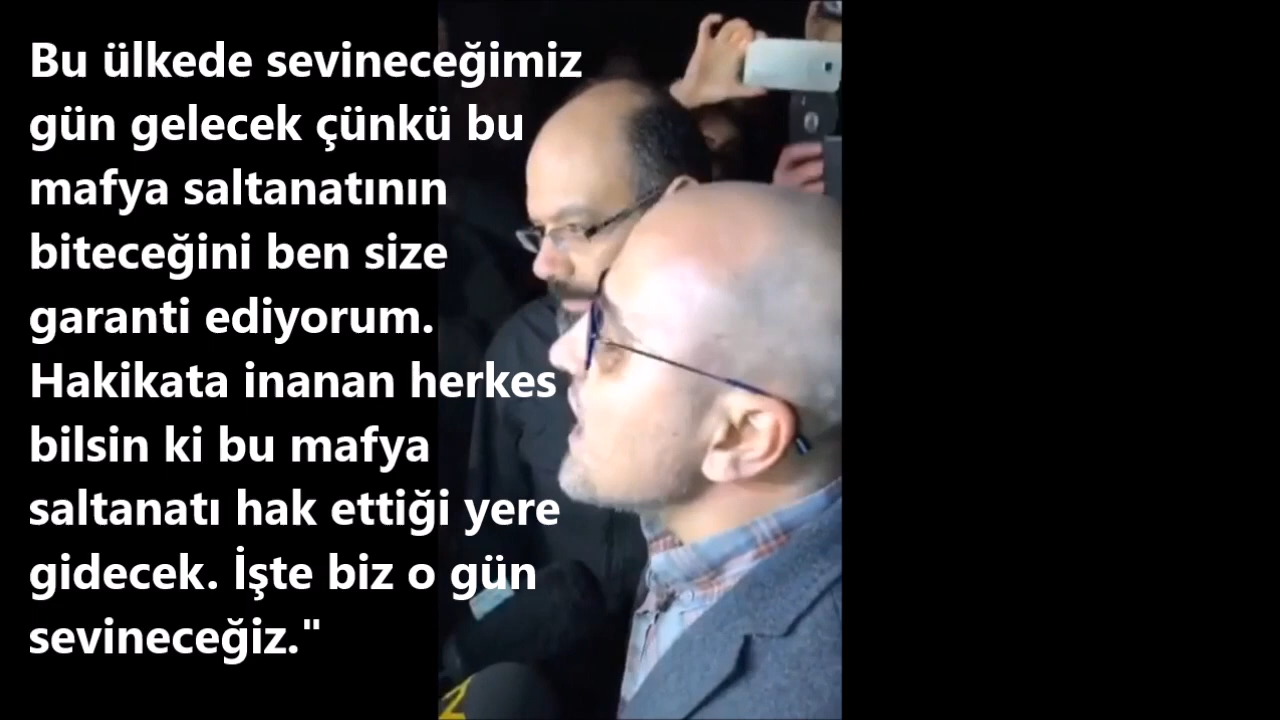 Bu ülkede sevineceğimiz
gün gelecek çünkü bu
mafya saltanatının
biteceğini ben size
garanti ediyorum.
Hakikata inanan herkes
bilsin ki bu mafya
saltanatı hak ettiği yere
gidecek. İşte biz o gün
sevineceğiz."